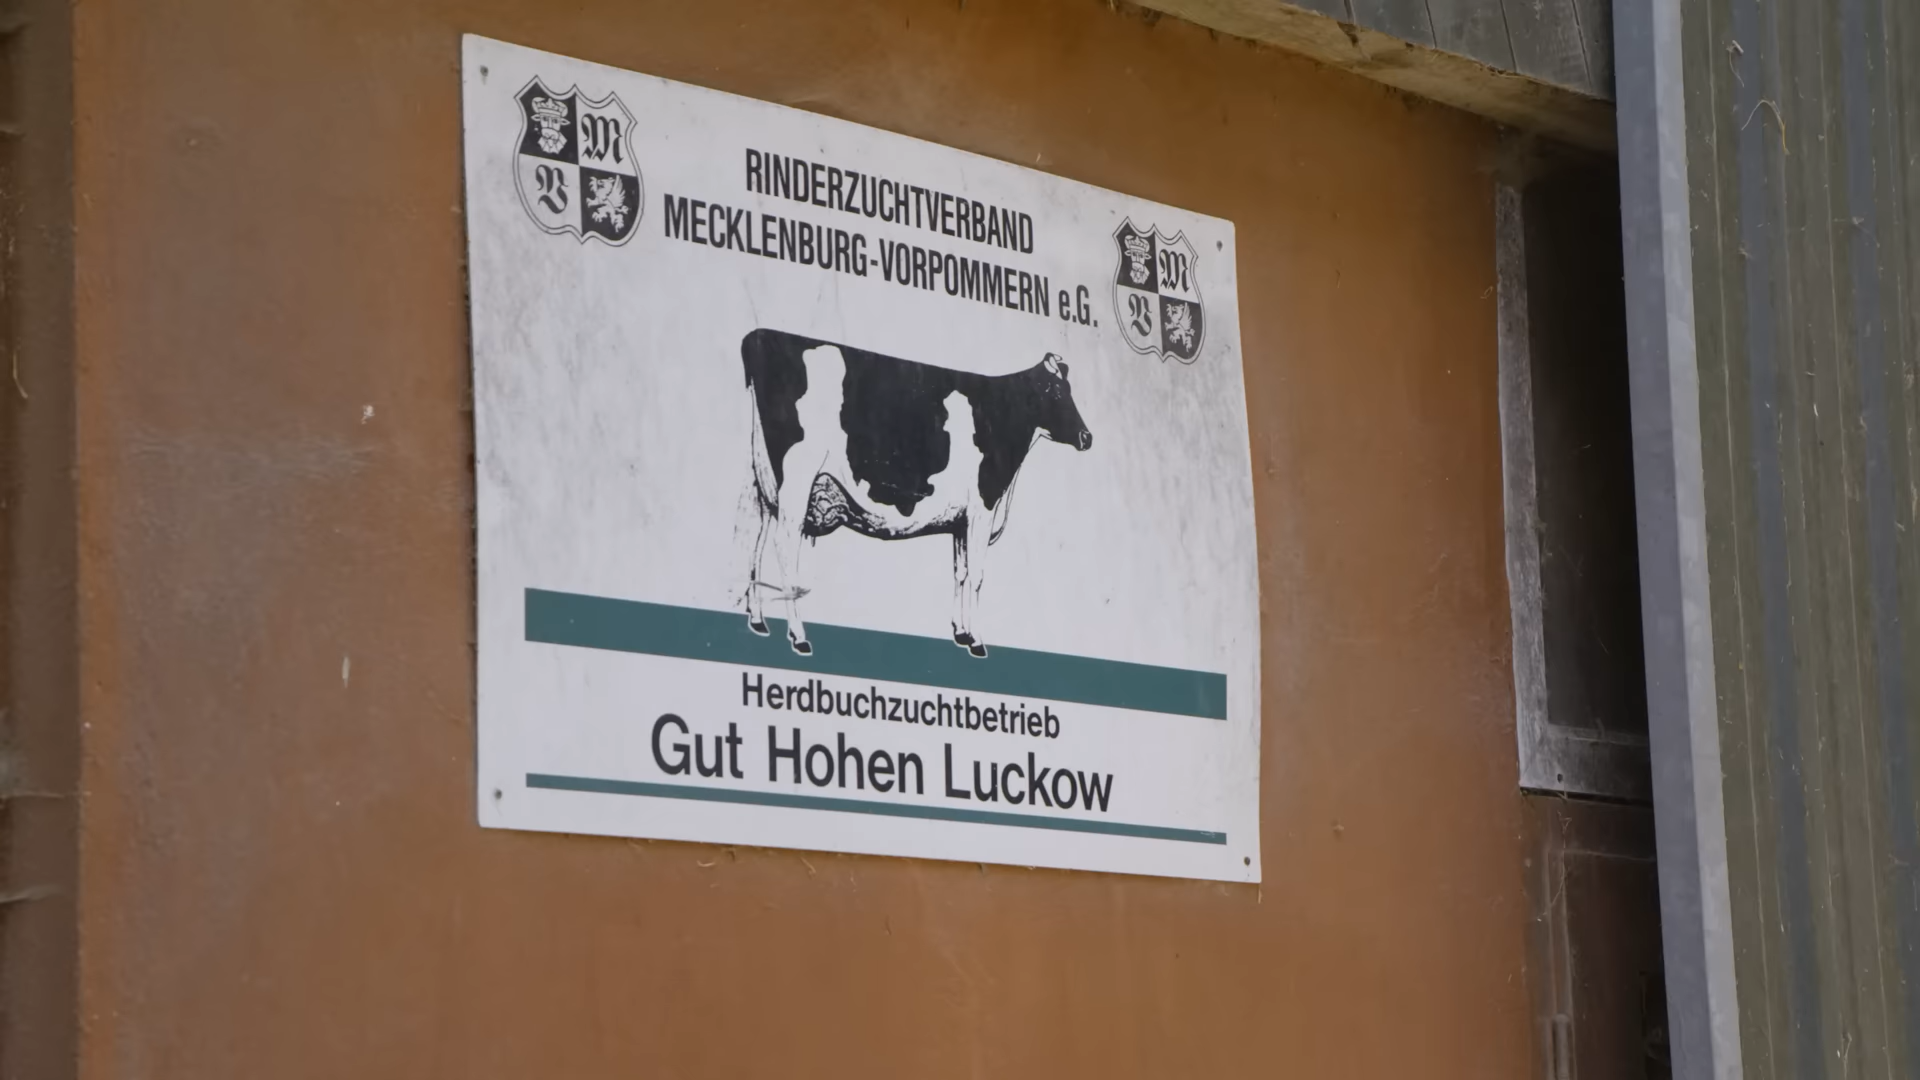 M
V
RINDERZUCHTVERBAND
MECKLENBURG-VORPOMMERN e.G.
M
V
Herdbuchzuchtbetrieb
Gut Hohen Luckow